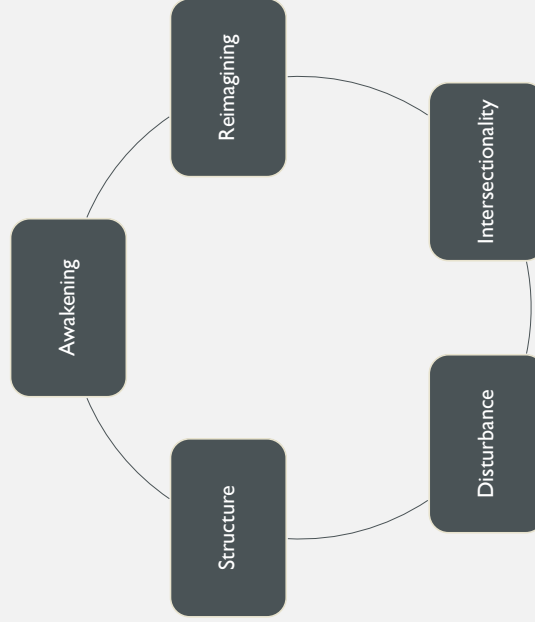 Awakening
Reimagining
Intersectionality
Disturbance
Structure